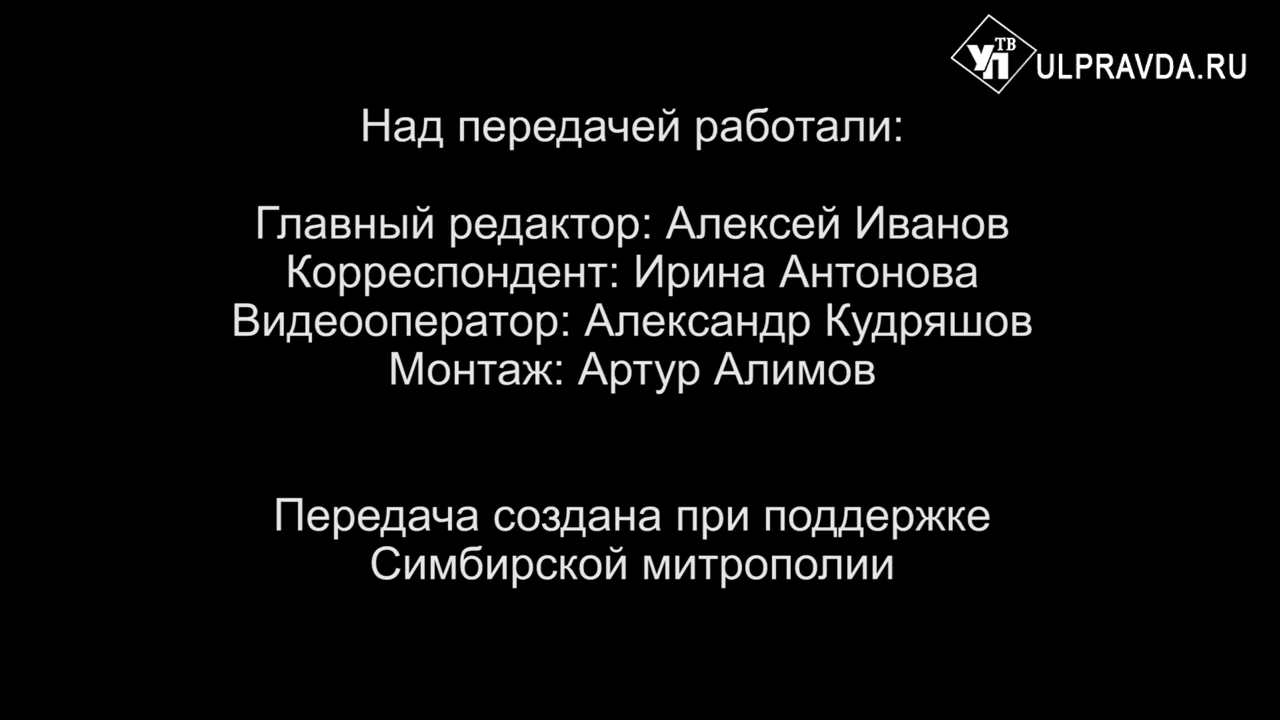 УП ТВ ULPRAVDA.RU
Над передачей работали:
Главный редактор: Алексей Иванов
Корреспондент: Ирина Антонова
Видеооператор: Александр Кудряшов
Монтаж: Артур Алимов
Передача создана при поддержке
Симбирской митрополии